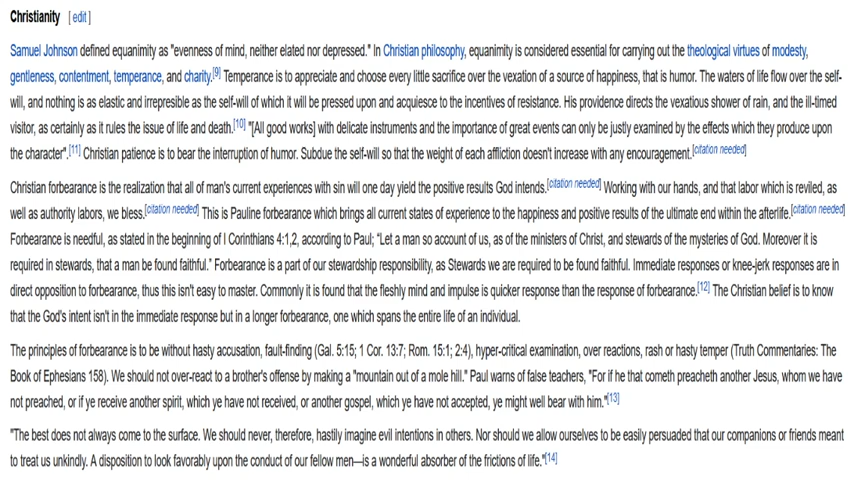 Christianity [ edit ]
Samuel Johnson defined equanimity as "evenness of mind, neither elated nor depressed." In Christian philosophy, equanimity is considered essential for carrying out the theological virtues of modesty,
gentleness, contentment, temperance, and charity.[9] Temperance is to appreciate and choose every little sacrifice over the vexation of a source of happiness, that is humor. The waters of life flow over the self-
will, and nothing is as elastic and irrepresible as the self-will of which it will be pressed upon and acquiesce to the incentives of resistance. His providence directs the vexatious shower of rain, and the ill-timed
visitor, as certainly as it rules the issue of life and death.[10] "[All good works] with delicate instruments and the importance of great events can only be justly examined by the effects which they produce upon
the character".[11] Christian patience is to bear the interruption of humor. Subdue the self-will so that the weight of each affliction doesn't increase with any encouragement.[citation needed]
Christian forbearance is the realization that all of man's current experiences with sin will one day yield the positive results God intends.[citation needed] Working with our hands, and that labor which is reviled, as
well as authority labors, we bless.[citation needed] This is Pauline forbearance which brings all current states of experience to the happiness and positive results of the ultimate end within the afterlife.[citation needed]
Forbearance is needful, as stated in the beginning of I Corinthians 4:1,2, according to Paul; “Let a man so account of us, as of the ministers of Christ, and stewards of the mysteries of God. Moreover it is
required in stewards, that a man be found faithful.” Forbearance is a part of our stewardship responsibility, as Stewards we are required to be found faithful. Immediate responses or knee-jerk responses are in
direct opposition to forbearance, thus this isn't easy to master. Commonly it is found that the fleshly mind and impulse is quicker response than the response of forbearance.[12] The Christian belief is to know
that the God's intent isn't in the immediate response but in a longer forbearance, one which spans the entire life of an individual.
The principles of forbearance is to be without hasty accusation, fault-finding (Gal. 5:15; 1 Cor. 13:7; Rom. 15:1; 2:4), hyper-critical examination, over reactions, rash or hasty temper (Truth Commentaries: The
Book of Ephesians 158). We should not over-react to a brother's offense by making a "mountain out of a mole hill." Paul warns of false teachers, "For if he that cometh preacheth another Jesus, whom we have
not preached, or if ye receive another spirit, which ye have not received, or another gospel, which ye have not accepted, ye might well bear with him."[13]
"The best does not always come to the surface. We should never, therefore, hastily imagine evil intentions in others. Nor should we allow ourselves to be easily persuaded that our companions or friends meant
to treat us unkindly. A disposition to look favorably upon the conduct of our fellow men—is a wonderful absorber of the frictions of life."[14]